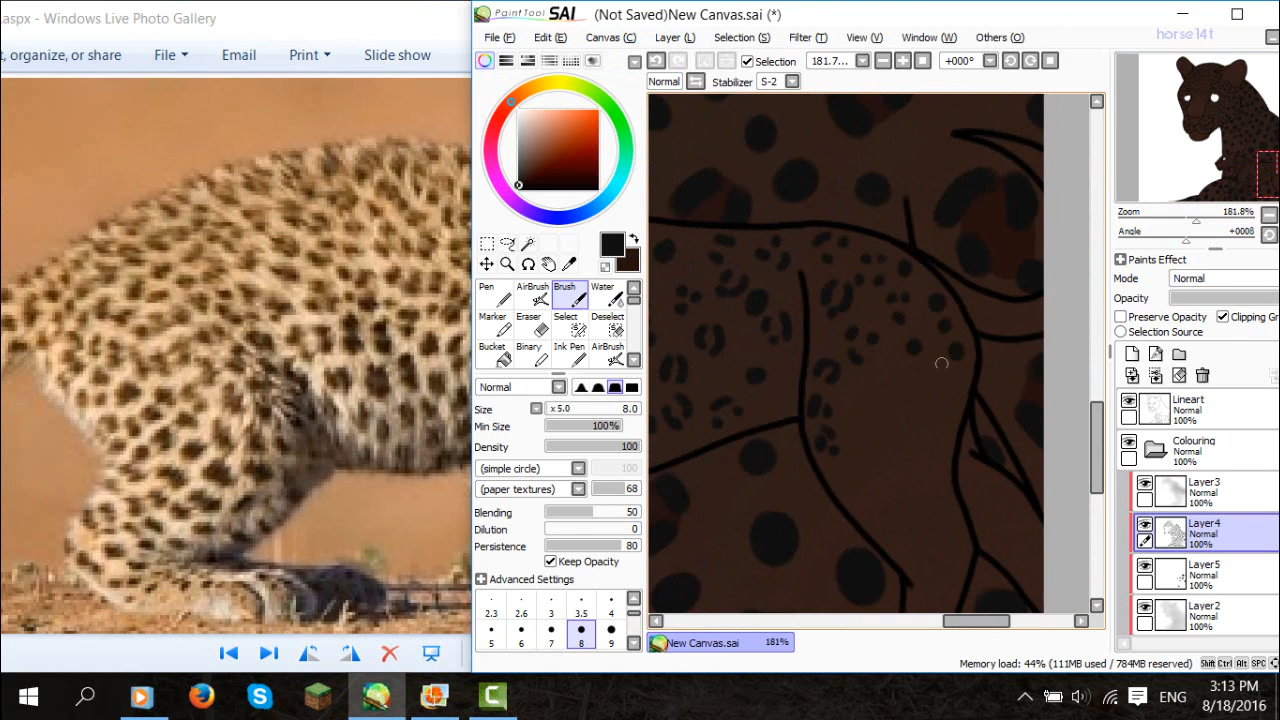 .aspx - Windows Live Photo Gallery
, organize, or share File Email Print Slide show
PaintTool SAI (Not Saved)New Canvas.sai (*)
File (F) Edit (E) Canvas (C) Layer (L) Selection (S) Filter (T) View (V) Window (W) Others (O)
horse14t
Selection 181.7... +000°
Normal Stabilizer S-2
Zoom 181.8%
Angle +0008
Paints Effect
Mode Normal
Opacity
Preserve Opacity Clipping Gr
Selection Source
Pen AirBrush Brush Water
Marker Eraser Select Deselect
Bucket Binary Ink Pen AirBrush
Normal
Size x 5.0 8.0
Min Size 100%
Density 100
(simple circle) 100
(paper textures) 68
Blending 50
Dilution 0
Persistence 80
Keep Opacity
Advanced Settings
2.3 2.6 3 3.5 4
5 6 7 8 9
Lineart
Normal
100%
Colouring
Normal
100%
Layer3
Normal
100%
Layer4
Normal
100%
Layer5
Normal
100%
Layer2
Normal
100%
New Canvas.sai 181%
Memory load: 44% (111MB used / 784MB reserved) Shift Ctrl Alt SPC
ENG
3:13 PM
8/18/2016